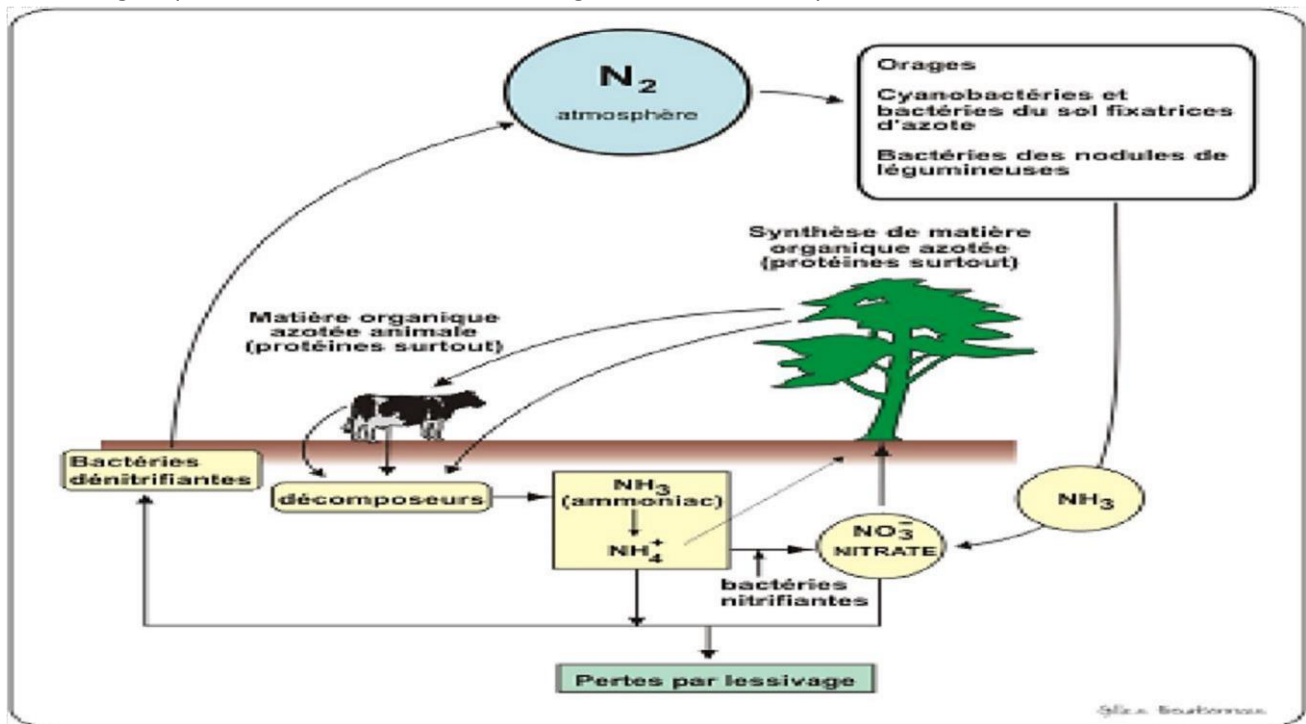 N₂
atmosphère
Orages
Cyanobactéries et
bactéries du sol fixatrices
d'azote
Bactéries des nodules de
légumineuses
Synthèse de matière
organique azotée
(protéines surtout)
Matière organique
azotée animale
(protéines surtout)
Bactéries
dénitrifiantes
décomposeurs
NH₃
(ammoniac)
NH₄⁺
bactéries
nitrifiantes
NO₃⁻
NITRATE
NH₃
Pertes par lessivage